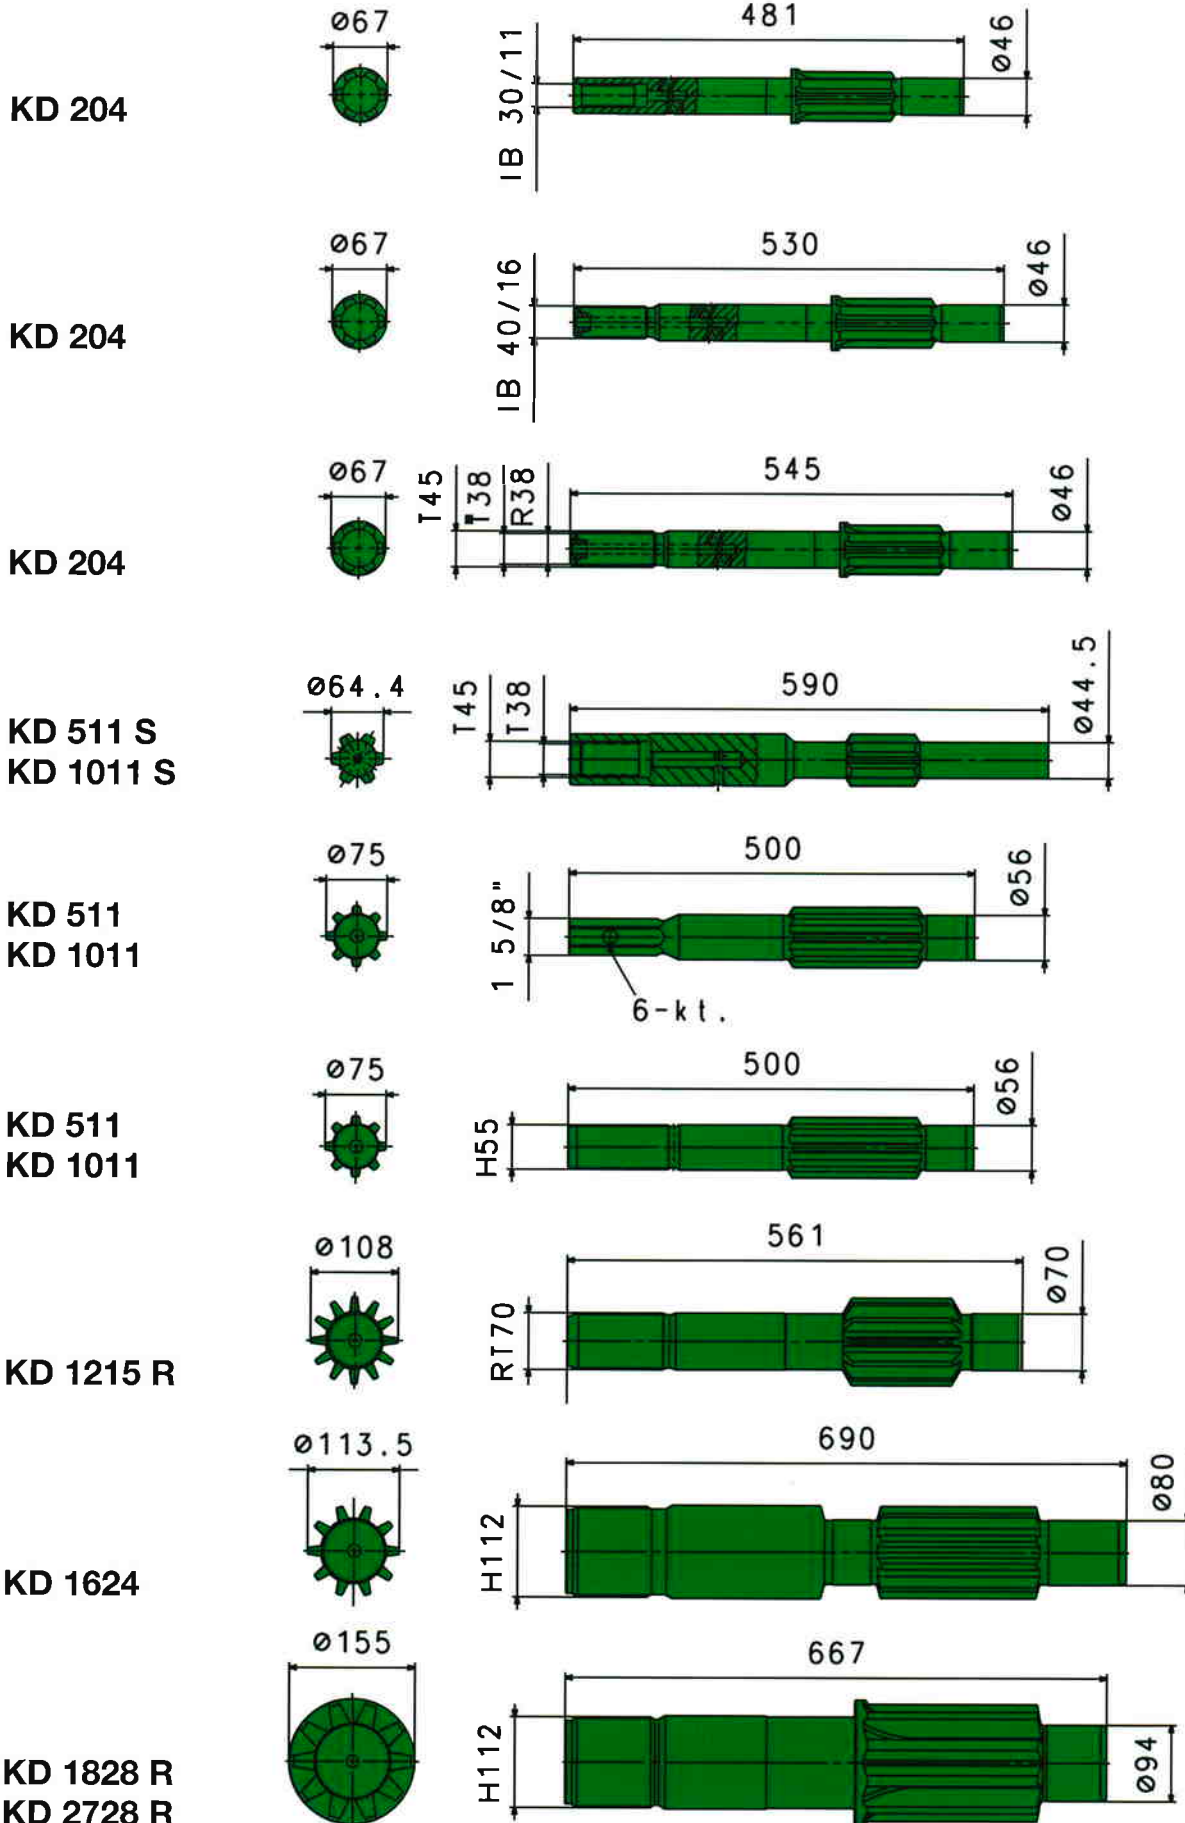 KD 204
Ø67
IB 30/11
481
Ø46
KD 204
Ø67
IB 40/16
530
Ø46
KD 204
Ø67
T45
T38
R38
545
Ø46
KD 511 S
KD 1011 S
Ø64.4
T45
T38
590
Ø44.5
KD 511
KD 1011
Ø75
1 5/8"
500
Ø56
6-kt.
KD 511
KD 1011
Ø75
H55
500
Ø56
KD 1215 R
Ø108
RT70
561
Ø70
KD 1624
Ø113.5
H112
690
Ø80
KD 1828 R
KD 2728 R
Ø155
H112
667
Ø94